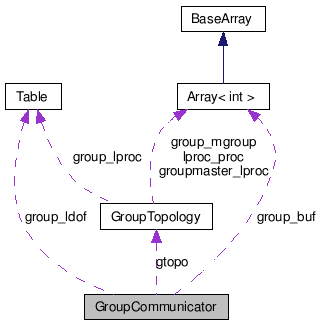 BaseArray
Table
Array< int >
group_mgroup
lproc_proc
groupmaster_lproc
group_lproc
GroupTopology
group_ldof
group_buf
gtopo
GroupCommunicator